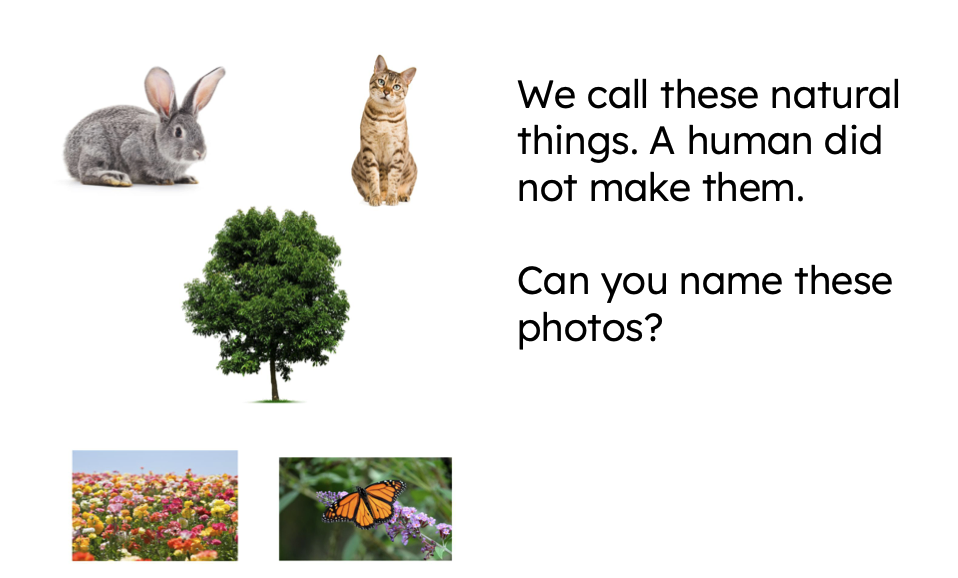 We call these natural
things. A human did
not make them.
Can you name these
photos?